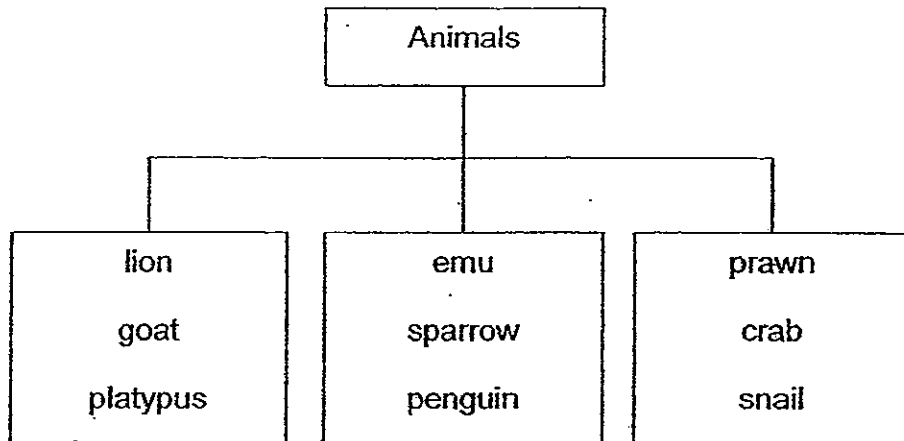 Animals
lion
goat
platypus
emu
sparrow
penguin
prawn
crab
snail